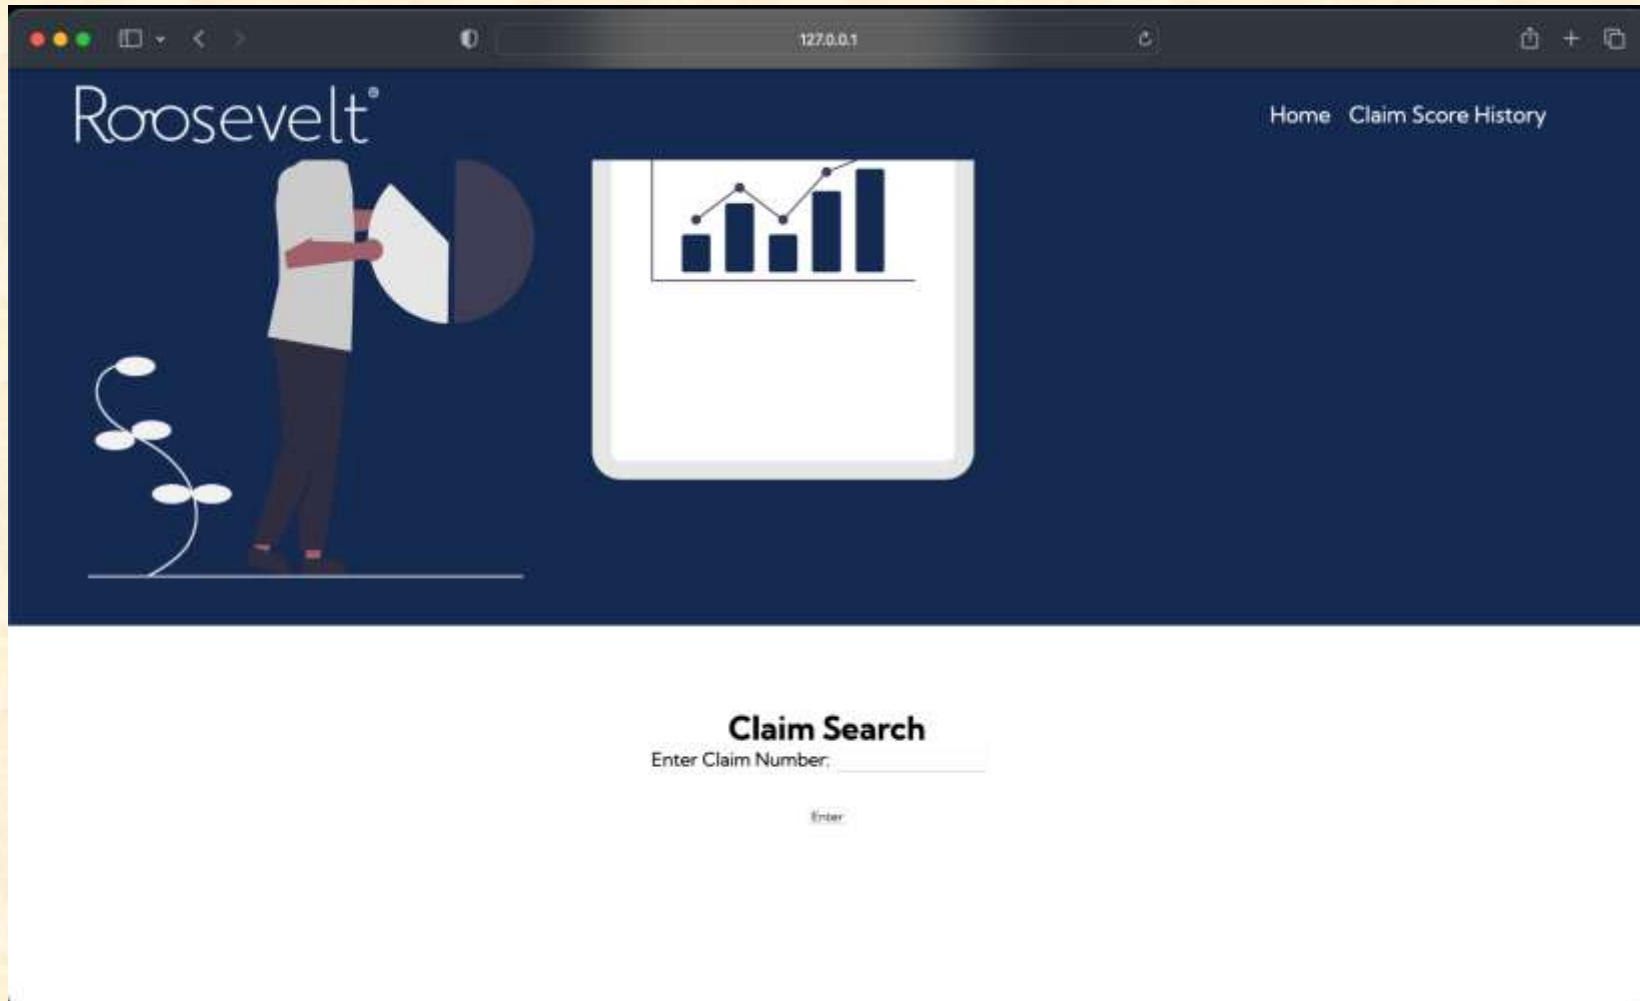 127.0.0.1
Roosevelt®
Home Claim Score History
Claim Search
Enter Claim Number:
Enter